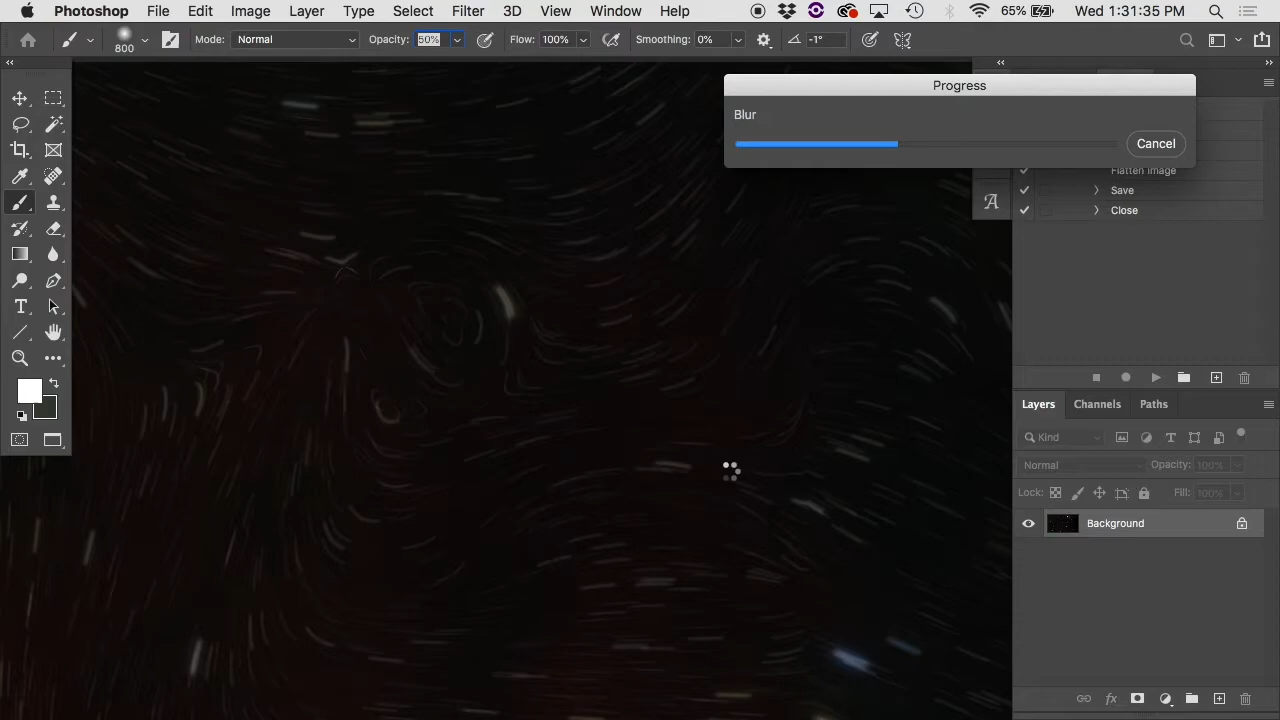 Photoshop File Edit Image Layer Type Select Filter 3D View Window Help 65% Wed 1:31:35 PM
800 Mode: Normal Opacity: 50% Flow: 100% Smoothing: 0% -1°
Progress
Blur
Cancel
Flatten Image
Save
Close
Layers Channels Paths
Kind
Normal Opacity: 100%
Lock: Fill: 100%
Background